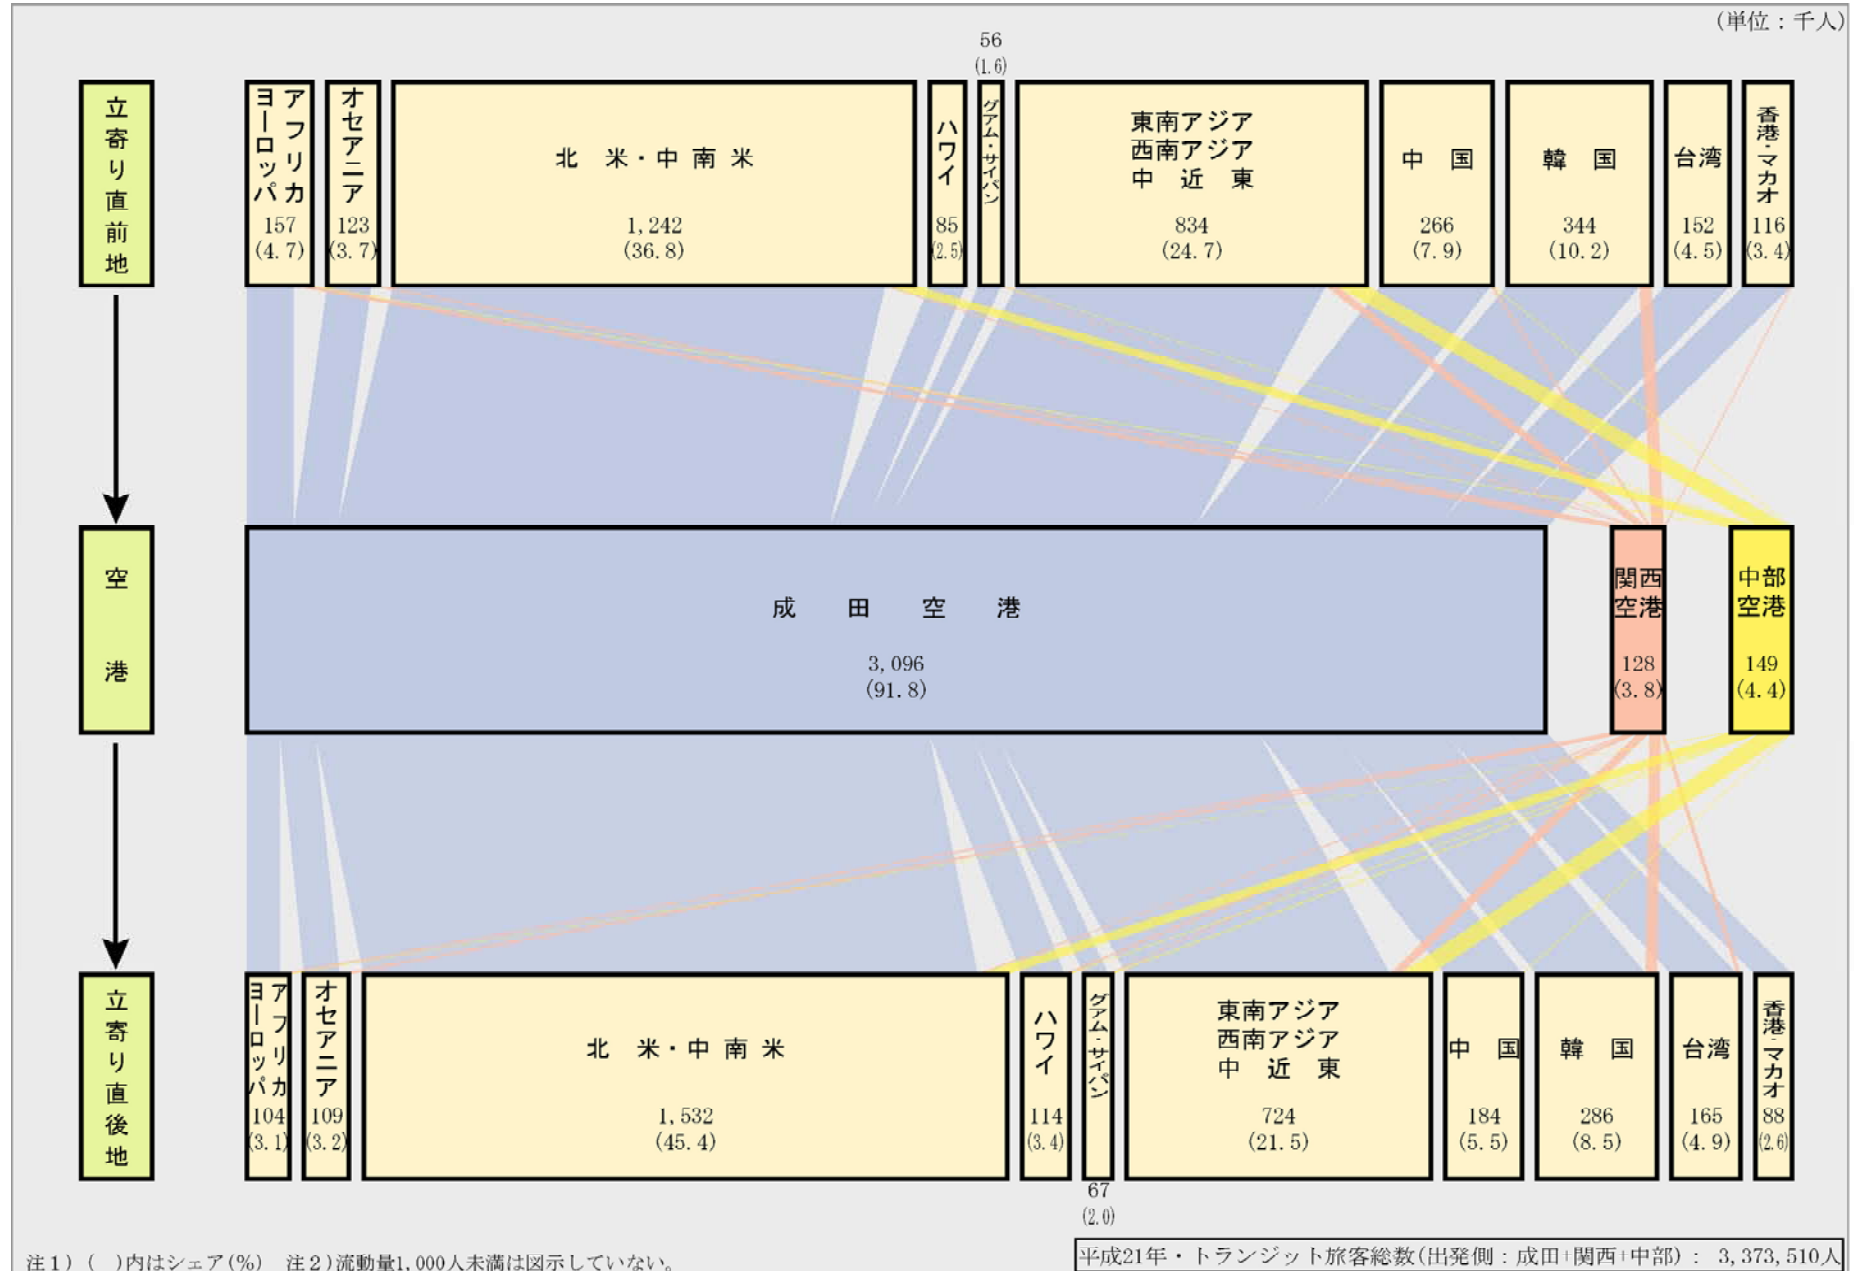 (単位：千人)
56
(1.6)
立寄り直前地
アフリカ
ヨーロッパ
157
(4.7)
オセアニア
123
(3.7)
北　米・中　南　米
1,242
(36.8)
ハワイ
85
(2.5)
グアム・サイパン
東南アジア
西南アジア
中　近　東
834
(24.7)
中　国
266
(7.9)
韓　国
344
(10.2)
台湾
152
(4.5)
香港・マカオ
116
(3.4)
空　港
成　田　空　港
3,096
(91.8)
関西
空港
128
(3.8)
中部
空港
149
(4.4)
立寄り直後地
アフリカ
ヨーロッパ
104
(3.1)
オセアニア
109
(3.2)
北　米・中　南　米
1,532
(45.4)
ハワイ
114
(3.4)
グアム・サイパン
67
(2.0)
東南アジア
西南アジア
中　近　東
724
(21.5)
中　国
184
(5.5)
韓　国
286
(8.5)
台湾
165
(4.9)
香港・マカオ
88
(2.6)
注1）(　)内はシェア(%)　注2)流動量1,000人未満は図示していない。
平成21年・トランジット旅客総数(出発側：成田+関西+中部)： 3,373,510人